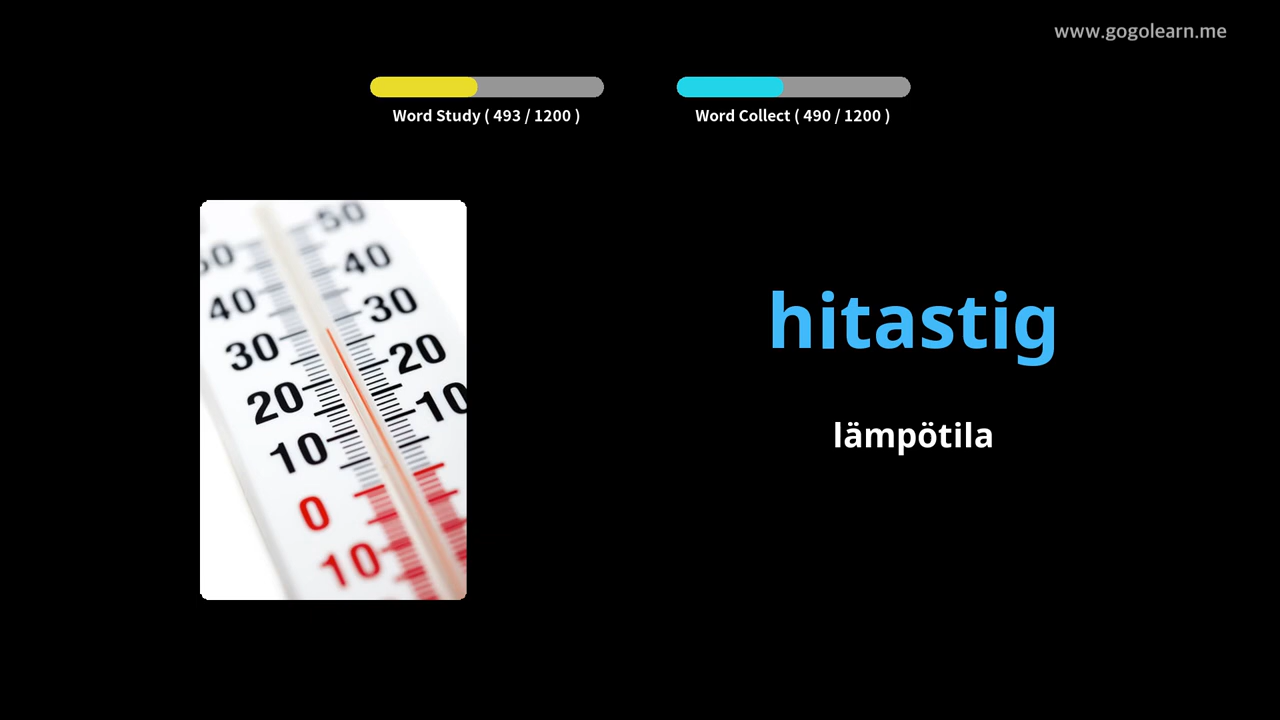 www.gogolearn.me
Word Study ( 493 / 1200 )
Word Collect ( 490 / 1200 )
50
40
30
20
10
40
30
20
10
0
10
hitastig
lämpötila